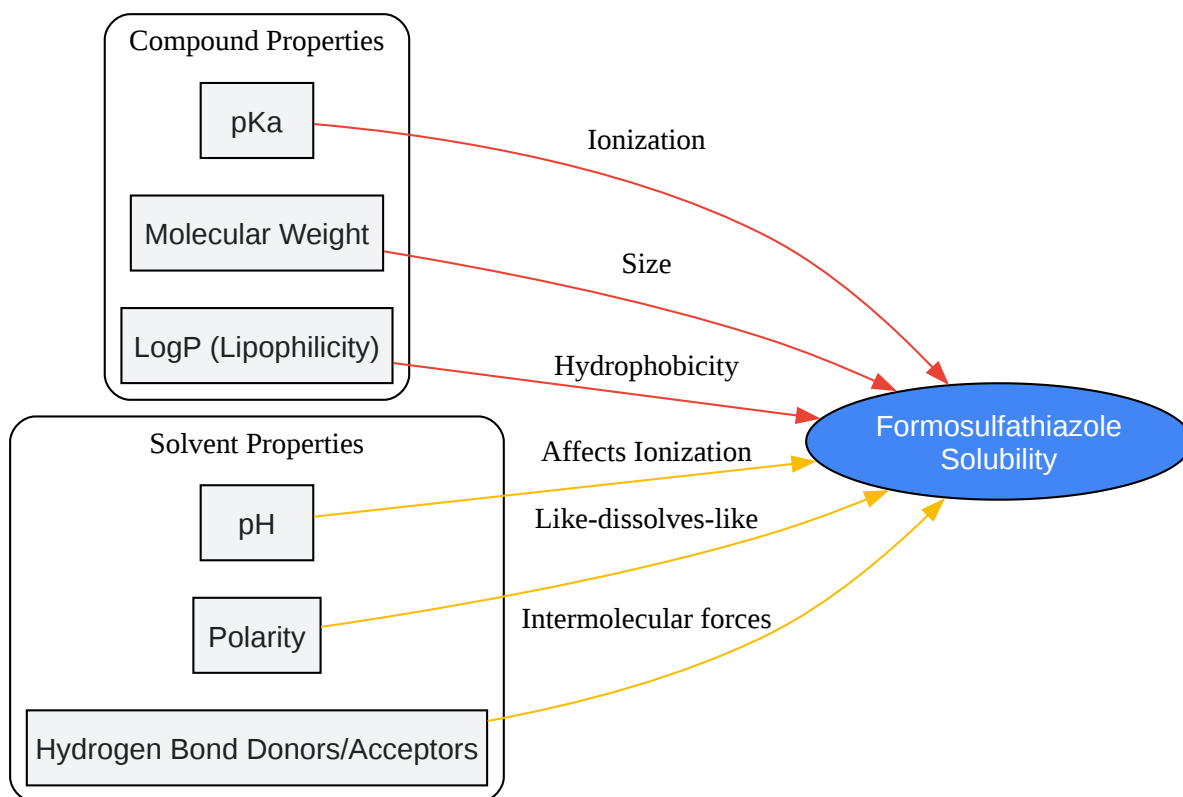 Compound Properties
pKa
Molecular Weight
LogP (Lipophilicity)
Ionization
Size
Hydrophobicity
Solvent Properties
pH
Polarity
Hydrogen Bond Donors/Acceptors
Affects Ionization
Like-dissolves-like
Intermolecular forces
Formosulfathiazole
Solubility